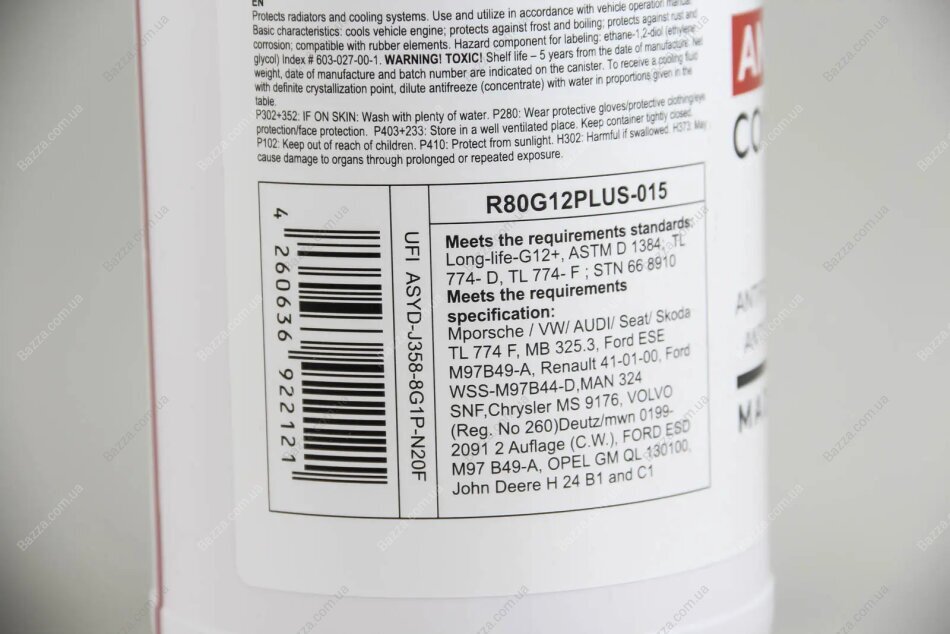 EN
Protects radiators and cooling systems. Use and utilize in accordance with vehicle operation manual.
Basic characteristics: cools vehicle engine; protects against frost and boiling; protects against rust and
corrosion; compatible with rubber elements. Hazard component for labeling: ethane-1,2-diol (ethylene
glycol) Index # 603-027-00-1. WARNING! TOXIC! Shelf life – 5 years from the date of manufacture. Net
weight, date of manufacture and batch number are indicated on the canister. To receive a cooling fluid
with definite crystallization point, dilute antifreeze (concentrate) with water in proportions given in the
table.
P302+352: IF ON SKIN: Wash with plenty of water. P280: Wear protective gloves/protective clothing/eye
protection/face protection. P403+233: Store in a well ventilated place. Keep container tightly closed.
P102: Keep out of reach of children. P410: Protect from sunlight. H302: Harmful if swallowed. H373: May
cause damage to organs through prolonged or repeated exposure.
4 260636 922121
UFI ASYD-J358-8G1P-N20F
R80G12PLUS-015
Meets the requirements standards:
Long-life-G12+, ASTM D 1384, TL
774- D, TL 774- F ; STN 66 8910
Meets the requirements
specification:
Mporsche / VW/ AUDI/ Seat/ Skoda
TL 774 F, MB 325.3, Ford ESE
M97B49-A, Renault 41-01-00, Ford
WSS-M97B44-D,MAN 324
SNF,Chrysler MS 9176, VOLVO
(Reg. No 260)Deutz/mwn 0199-
2091 2 Auflage (C.W.), FORD ESD
M97 B49-A, OPEL GM QL 130100,
John Deere H 24 B1 and C1
Bazza.com.ua